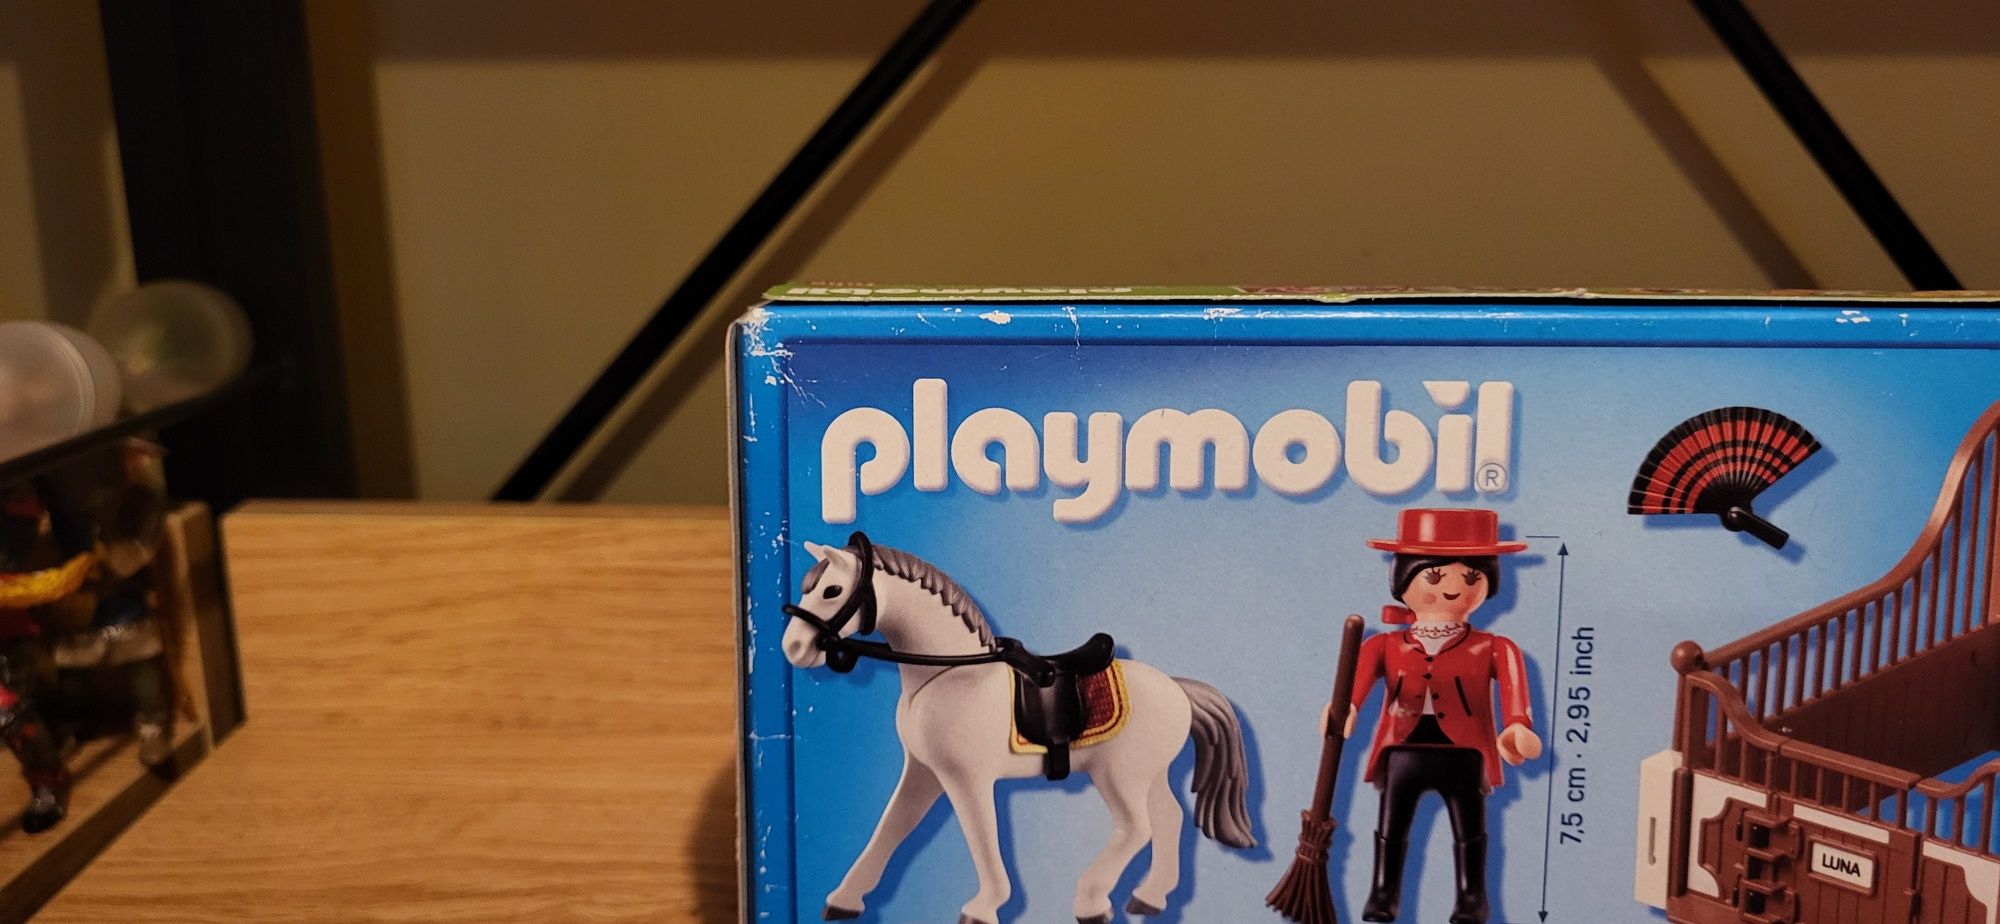 playmobil
®
7,5 cm · 2,95 inch
LUNA